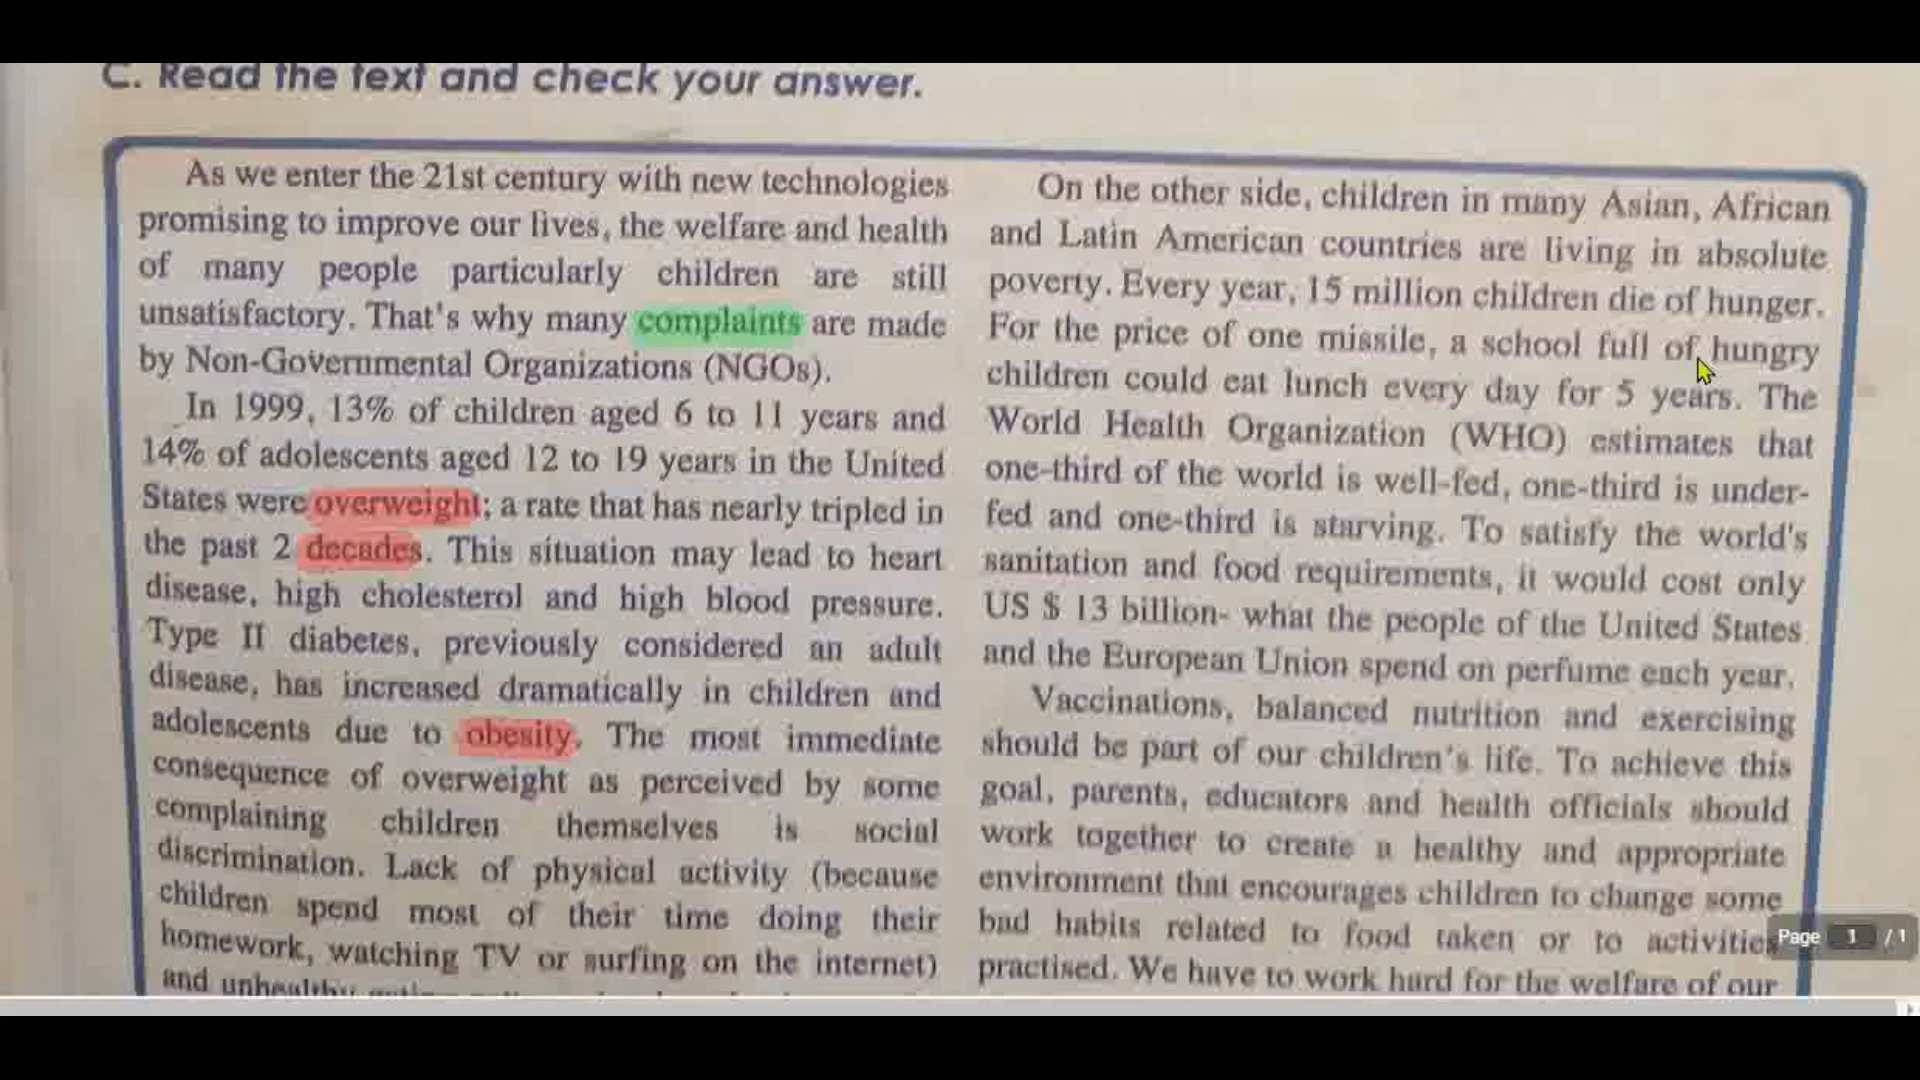 C. Read the text and check your answer.
As we enter the 21st century with new technologies
promising to improve our lives, the welfare and health
of many people particularly children are still
unsatisfactory. That's why many complaints are made
by Non-Governmental Organizations (NGOs).
In 1999, 13% of children aged 6 to 11 years and
14% of adolescents aged 12 to 19 years in the United
States were overweight; a rate that has nearly tripled in
the past 2 decades. This situation may lead to heart
disease, high cholesterol and high blood pressure.
Type II diabetes, previously considered an adult
disease, has increased dramatically in children and
adolescents due to obesity. The most immediate
consequence of overweight as perceived by some
complaining children themselves is social
discrimination. Lack of physical activity (because
children spend most of their time doing their
homework, watching TV or surfing on the internet)
and unhealthy
On the other side, children in many Asian, African
and Latin American countries are living in absolute
poverty. Every year, 15 million children die of hunger.
For the price of one missile, a school full of hungry
children could eat lunch every day for 5 years. The
World Health Organization (WHO) estimates that
one-third of the world is well-fed, one-third is under-
fed and one-third is starving. To satisfy the world's
sanitation and food requirements, it would cost only
US $ 13 billion- what the people of the United States
and the European Union spend on perfume each year.
Vaccinations, balanced nutrition and exercising
should be part of our children's life. To achieve this
goal, parents, educators and health officials should
work together to create a healthy and appropriate
environment that encourages children to change some
bad habits related to food taken or to activities
practised. We have to work hard for the welfare of our
Page 1 / 1